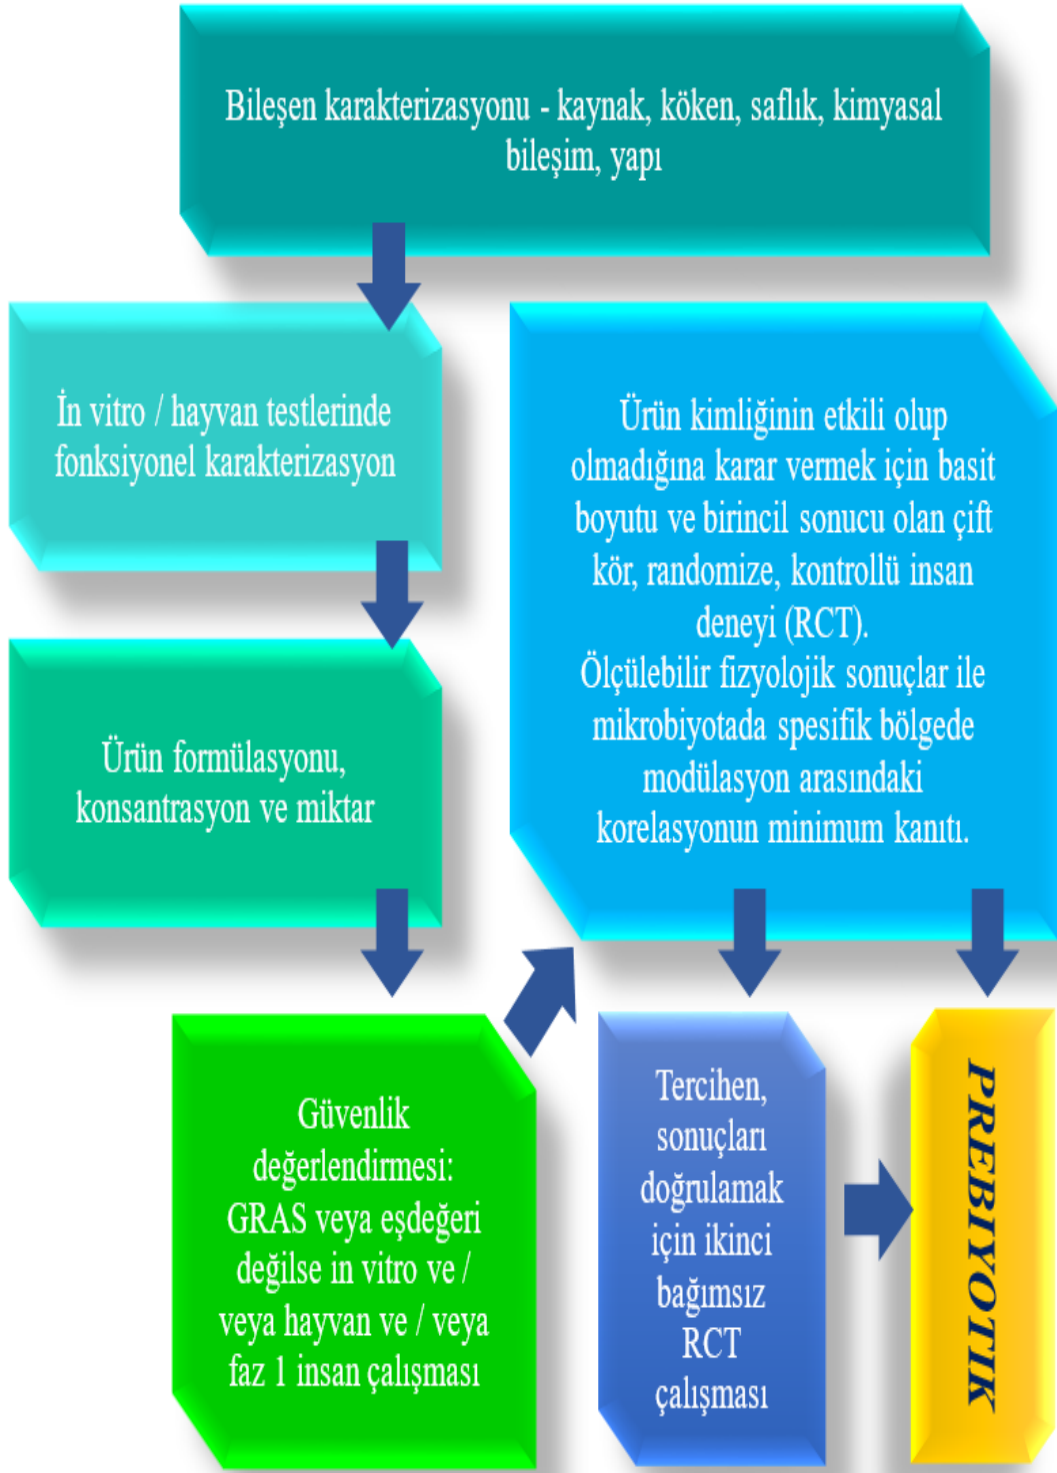 Bileşen karakterizasyonu - kaynak, köken, saflık, kimyasal
bileşim, yapı
İn vitro / hayvan testlerinde
fonksiyonel karakterizasyon
Ürün formülasyonu,
konsantrasyon ve miktar
Güvenlik
değerlendirmesi:
GRAS veya eşdeğeri
değilse in vitro ve /
veya hayvan ve / veya
faz 1 insan çalışması
Ürün kimliğinin etkili olup
olmadığına karar vermek için basit
boyutu ve birincil sonucu olan çift
kör, randomize, kontrollü insan
deneyi (RCT).
Ölçülebilir fizyolojik sonuçlar ile
mikrobiyotada spesifik bölgede
modülasyon arasındaki
korelasyonun minimum kanıtı.
Tercihen,
sonuçları
doğrulamak
için ikinci
bağımsız
RCT
çalışması
PREBIYOTIK